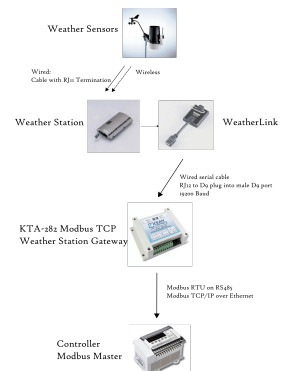 Weather Sensors
Wired:
Cable with RJ11 Termination
Wireless
Weather Station
WeatherLink
Wired serial cable
RJ12 to D9 plug into male D9 port
19200 Baud
KTA-282 Modbus TCP
Weather Station Gateway
Modbus RTU on RS485
Modbus TCP/IP over Ethernet
Controller
Modbus Master